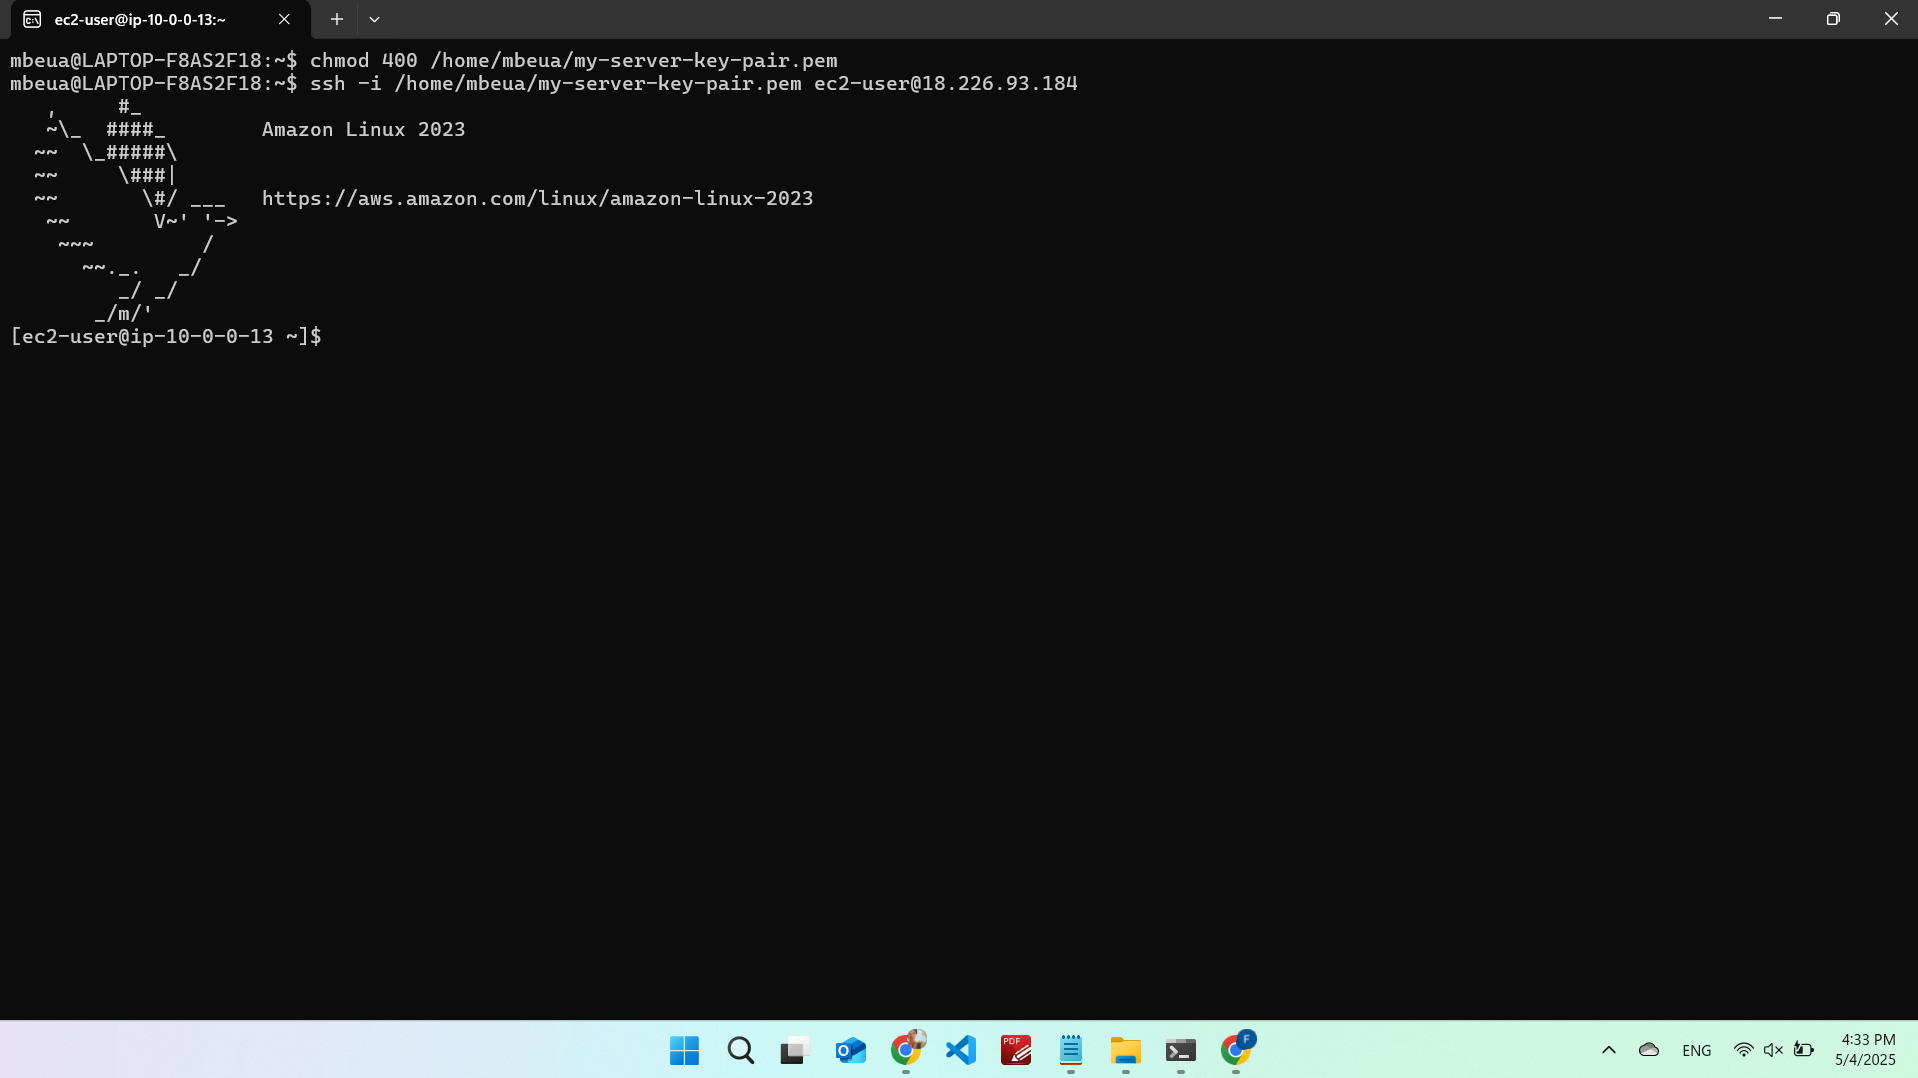 ec2-user@ip-10-0-0-13:~
mbeua@LAPTOP-F8AS2F18:~$ chmod 400 /home/mbeua/my-server-key-pair.pem
mbeua@LAPTOP-F8AS2F18:~$ ssh -i /home/mbeua/my-server-key-pair.pem ec2-user@18.226.93.184
   ,     #_
   ~\_  ####_        Amazon Linux 2023
  ~~  \_#####\
  ~~     \###|
  ~~       \#/ ___   https://aws.amazon.com/linux/amazon-linux-2023
   ~~       V~' '->
    ~~~         /
      ~~._.   _/
         _/ _/
       _/m/'
[ec2-user@ip-10-0-0-13 ~]$
PDF
F
ENG
4:33 PM
5/4/2025